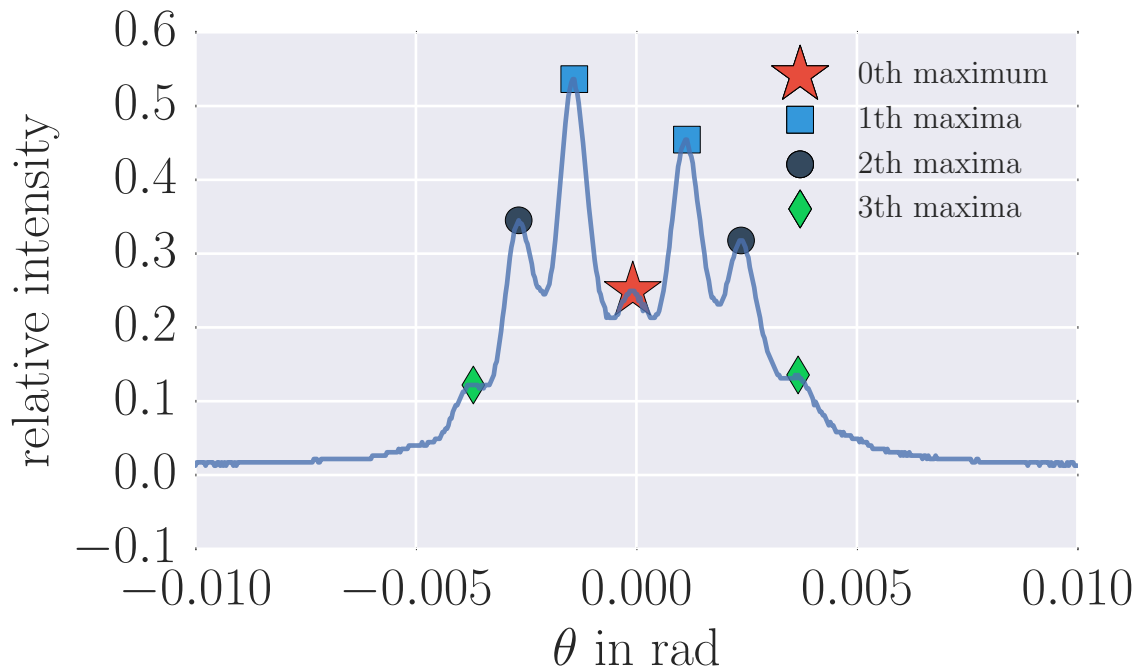 0.6
0.5
0.4
0.3
0.2
0.1
0.0
−0.1
relative intensity
0th maximum
1th maxima
2th maxima
3th maxima
−0.010 −0.005 0.000 0.005 0.010
θ in rad